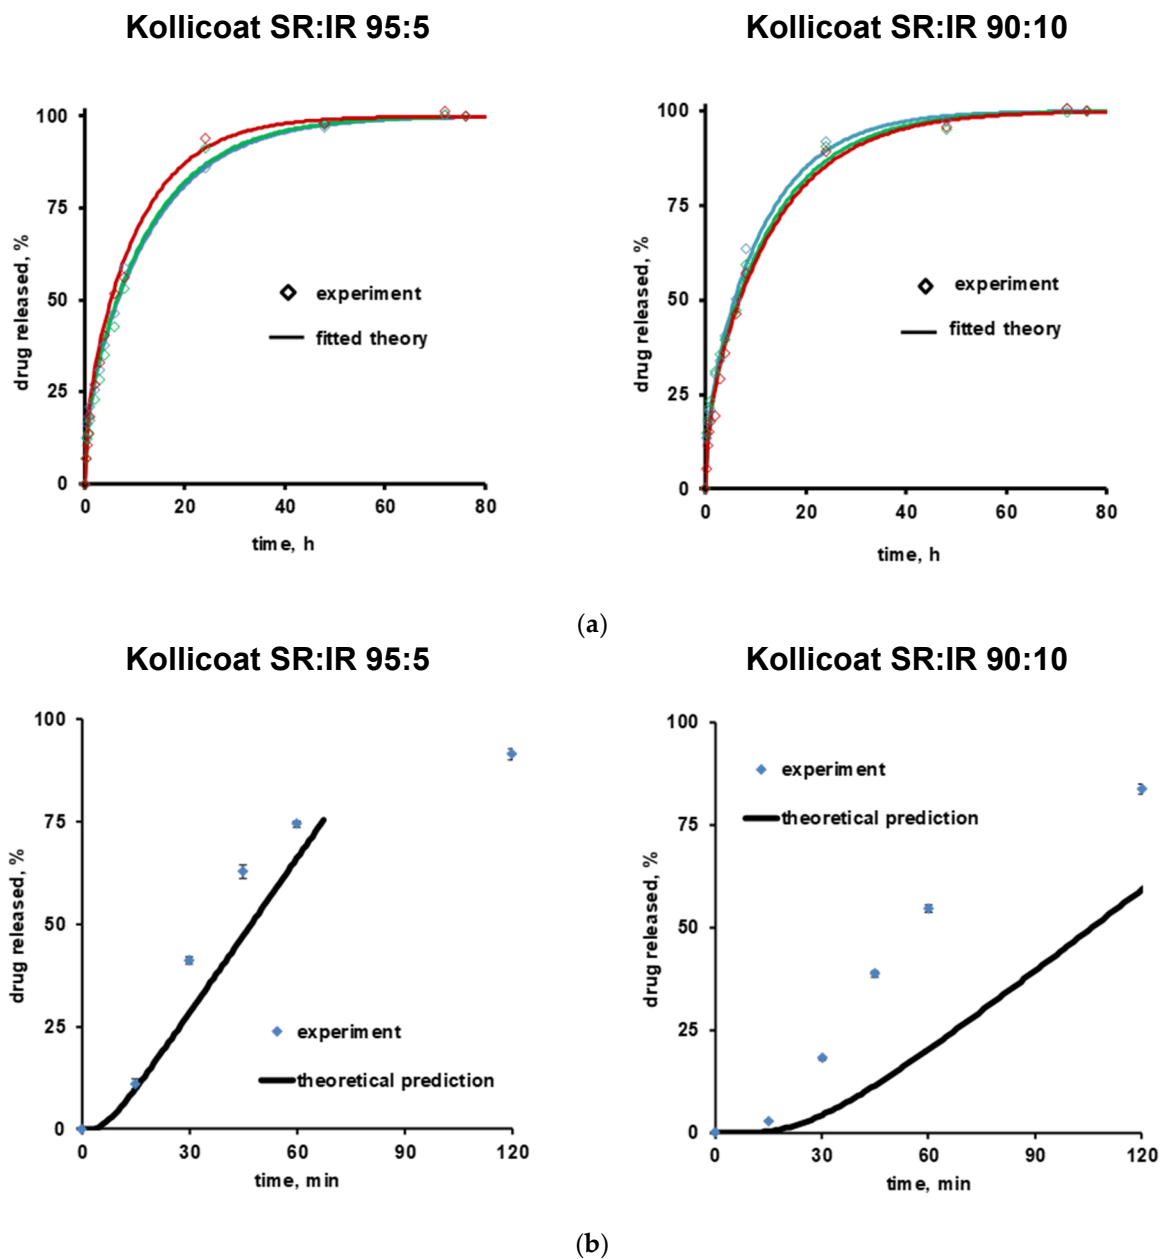 Kollicoat SR:IR 95:5
Kollicoat SR:IR 90:10
100
75
50
25
0
drug released, %
experiment
fitted theory
0 20 40 60 80
time, h
100
75
50
25
0
drug released, %
experiment
fitted theory
0 20 40 60 80
time, h
(a)
Kollicoat SR:IR 95:5
Kollicoat SR:IR 90:10
100
75
50
25
0
drug released, %
experiment
theoretical prediction
0 30 60 90 120
time, min
100
75
50
25
0
drug released, %
experiment
theoretical prediction
0 30 60 90 120
time, min
(b)